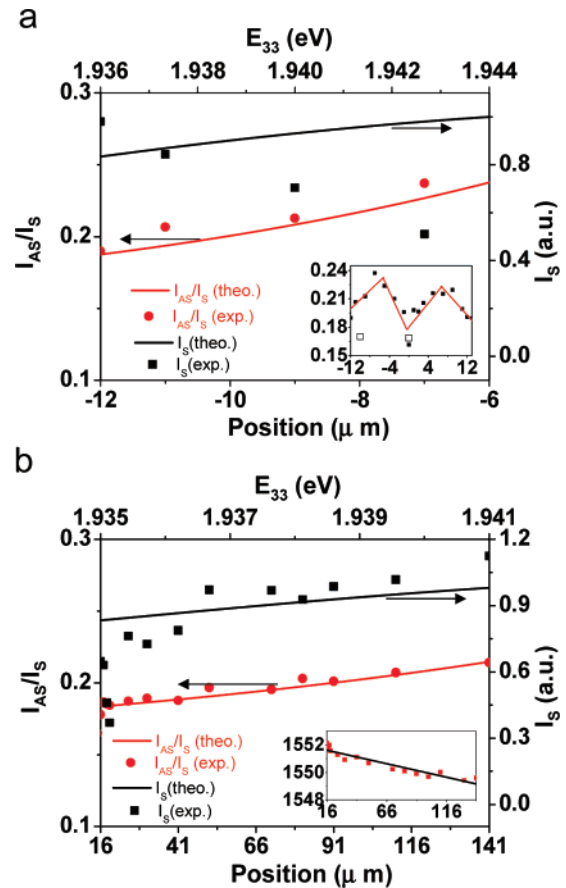 a
E33 (eV)
1.936 1.938 1.940 1.942 1.944
0.3
0.2
0.1
IAS/IS
0.8
0.4
0.0
IS (a.u.)
IAS/IS (theo.)
IAS/IS (exp.)
IS(theo.)
IS(exp.)
0.24
0.21
0.18
0.15
-12 -6 0 6 12
-12 -10 -8 -6
Position (μ m)
b
E33 (eV)
1.935 1.937 1.939 1.941
0.3
0.2
0.1
IAS/IS
1.2
0.9
0.6
0.3
0.0
IS (a.u.)
IAS/IS (theo.)
IAS/IS (exp.)
IS(theo.)
IS(exp.)
1552
1550
1548
16 66 116
16 41 66 91 116 141
Position (μ m)